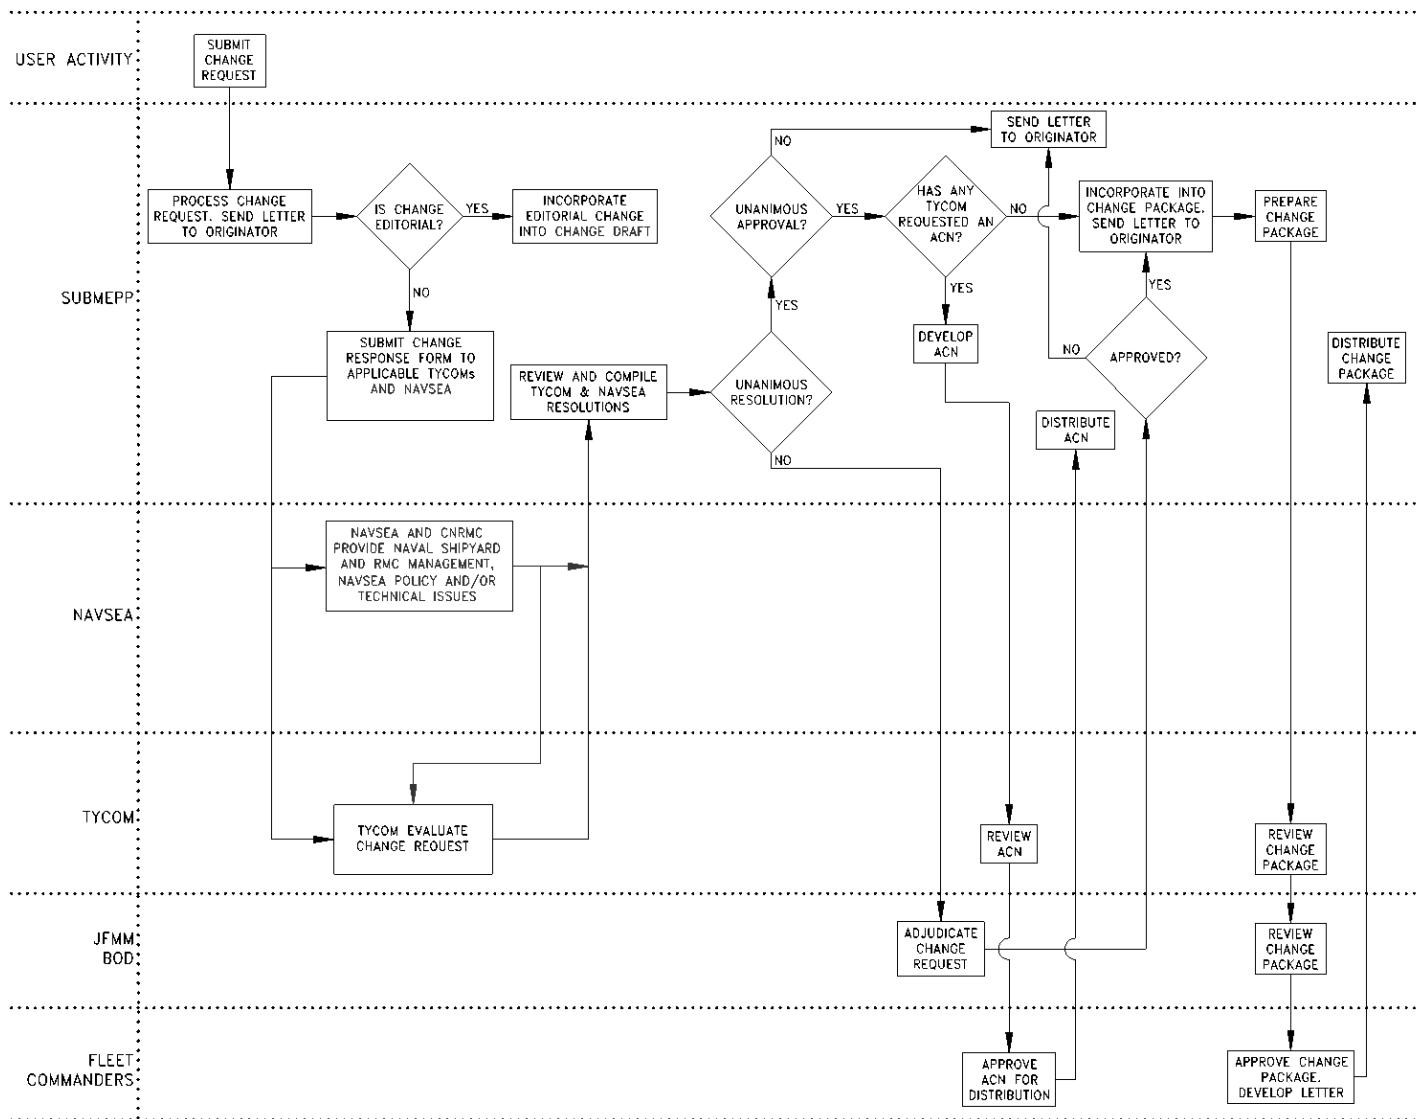 USER ACTIVITY
SUBMIT
CHANGE
REQUEST
SUBMEPP
PROCESS CHANGE
REQUEST. SEND LETTER
TO ORIGINATOR
IS CHANGE
EDITORIAL?
YES
INCORPORATE
EDITORIAL CHANGE
INTO CHANGE DRAFT
NO
SUBMIT CHANGE
RESPONSE FORM TO
APPLICABLE TYCOMs
AND NAVSEA
REVIEW AND COMPILE
TYCOM & NAVSEA
RESOLUTIONS
UNANIMOUS
RESOLUTION?
YES
NO
UNANIMOUS
APPROVAL?
NO
YES
SEND LETTER
TO ORIGINATOR
HAS ANY
TYCOM
REQUESTED AN
ACN?
NO
YES
DEVELOP
ACN
INCORPORATE INTO
CHANGE PACKAGE.
SEND LETTER TO
ORIGINATOR
YES
NO
APPROVED?
PREPARE
CHANGE
PACKAGE
DISTRIBUTE
CHANGE
PACKAGE
DISTRIBUTE
ACN
NAVSEA
NAVSEA AND CNRMC
PROVIDE NAVAL SHIPYARD
AND RMC MANAGEMENT,
NAVSEA POLICY AND/OR
TECHNICAL ISSUES
TYCOM
TYCOM EVALUATE
CHANGE REQUEST
REVIEW
ACN
REVIEW
CHANGE
PACKAGE
JFMM
BOD
ADJUDICATE
CHANGE
REQUEST
REVIEW
CHANGE
PACKAGE
FLEET
COMMANDERS
APPROVE
ACN FOR
DISTRIBUTION
APPROVE CHANGE
PACKAGE.
DEVELOP LETTER